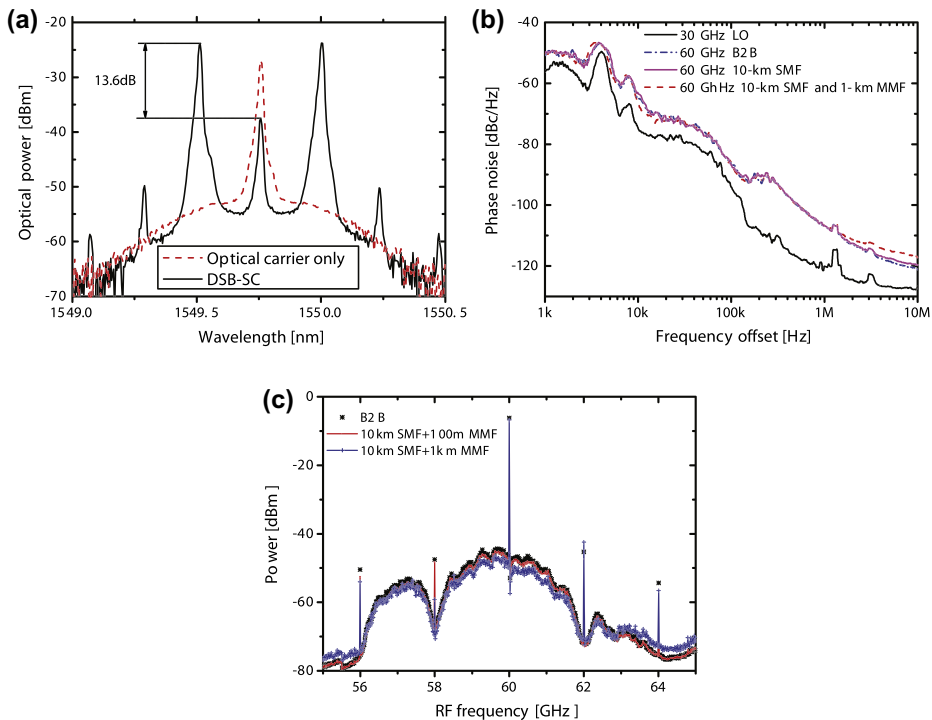 (a)
-20
-30
-40
-50
-60
-70
Optical power [dBm]
13.6dB
Optical carrier only
DSB-SC
1549.0
1549.5
1550.0
1550.5
Wavelength [nm]
(b)
-40
-60
-80
-100
-120
Phase noise [dBc/Hz]
30 GHz LO
60 GHz B2B
60 GHz 10-km SMF
60 GhHz 10-km SMF and 1-km MMF
1k
10k
100k
1M
10M
Frequency offset [Hz]
(c)
0
-20
-40
-60
-80
Power [dBm]
B2B
10km SMF+100m MMF
10km SMF+1km MMF
56
58
60
62
64
RF frequency [GHz]